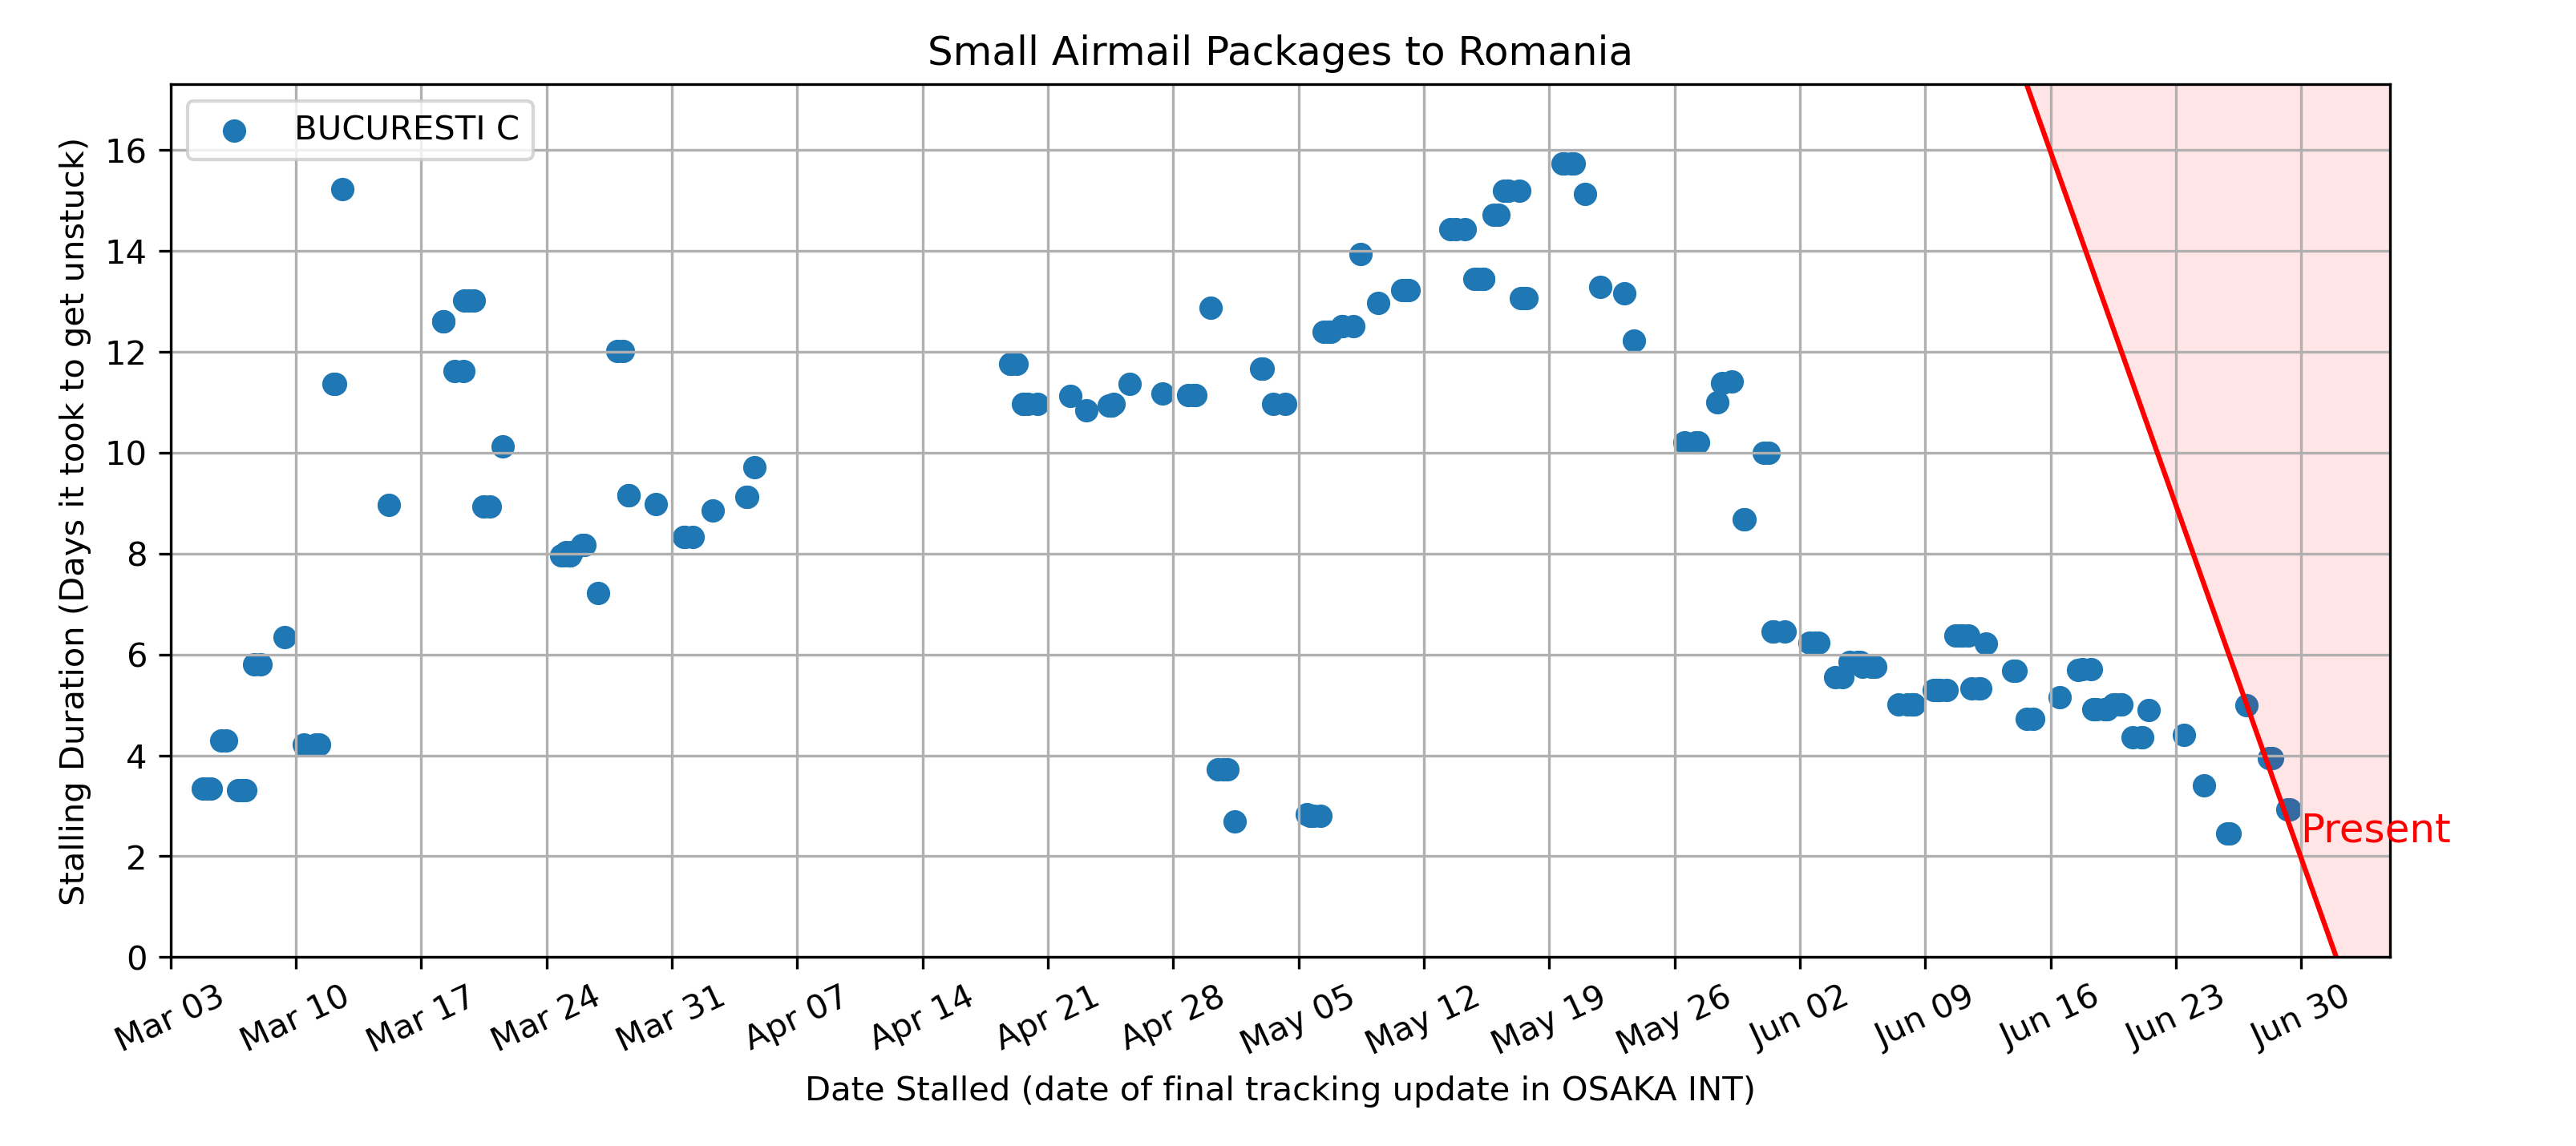 Small Airmail Packages to Romania
BUCURESTI C
Stalling Duration (Days it took to get unstuck)
16
14
12
10
8
6
4
2
0
Present
Mar 03
Mar 10
Mar 17
Mar 24
Mar 31
Apr 07
Apr 14
Apr 21
Apr 28
May 05
May 12
May 19
May 26
Jun 02
Jun 09
Jun 16
Jun 23
Jun 30
Date Stalled (date of final tracking update in OSAKA INT)